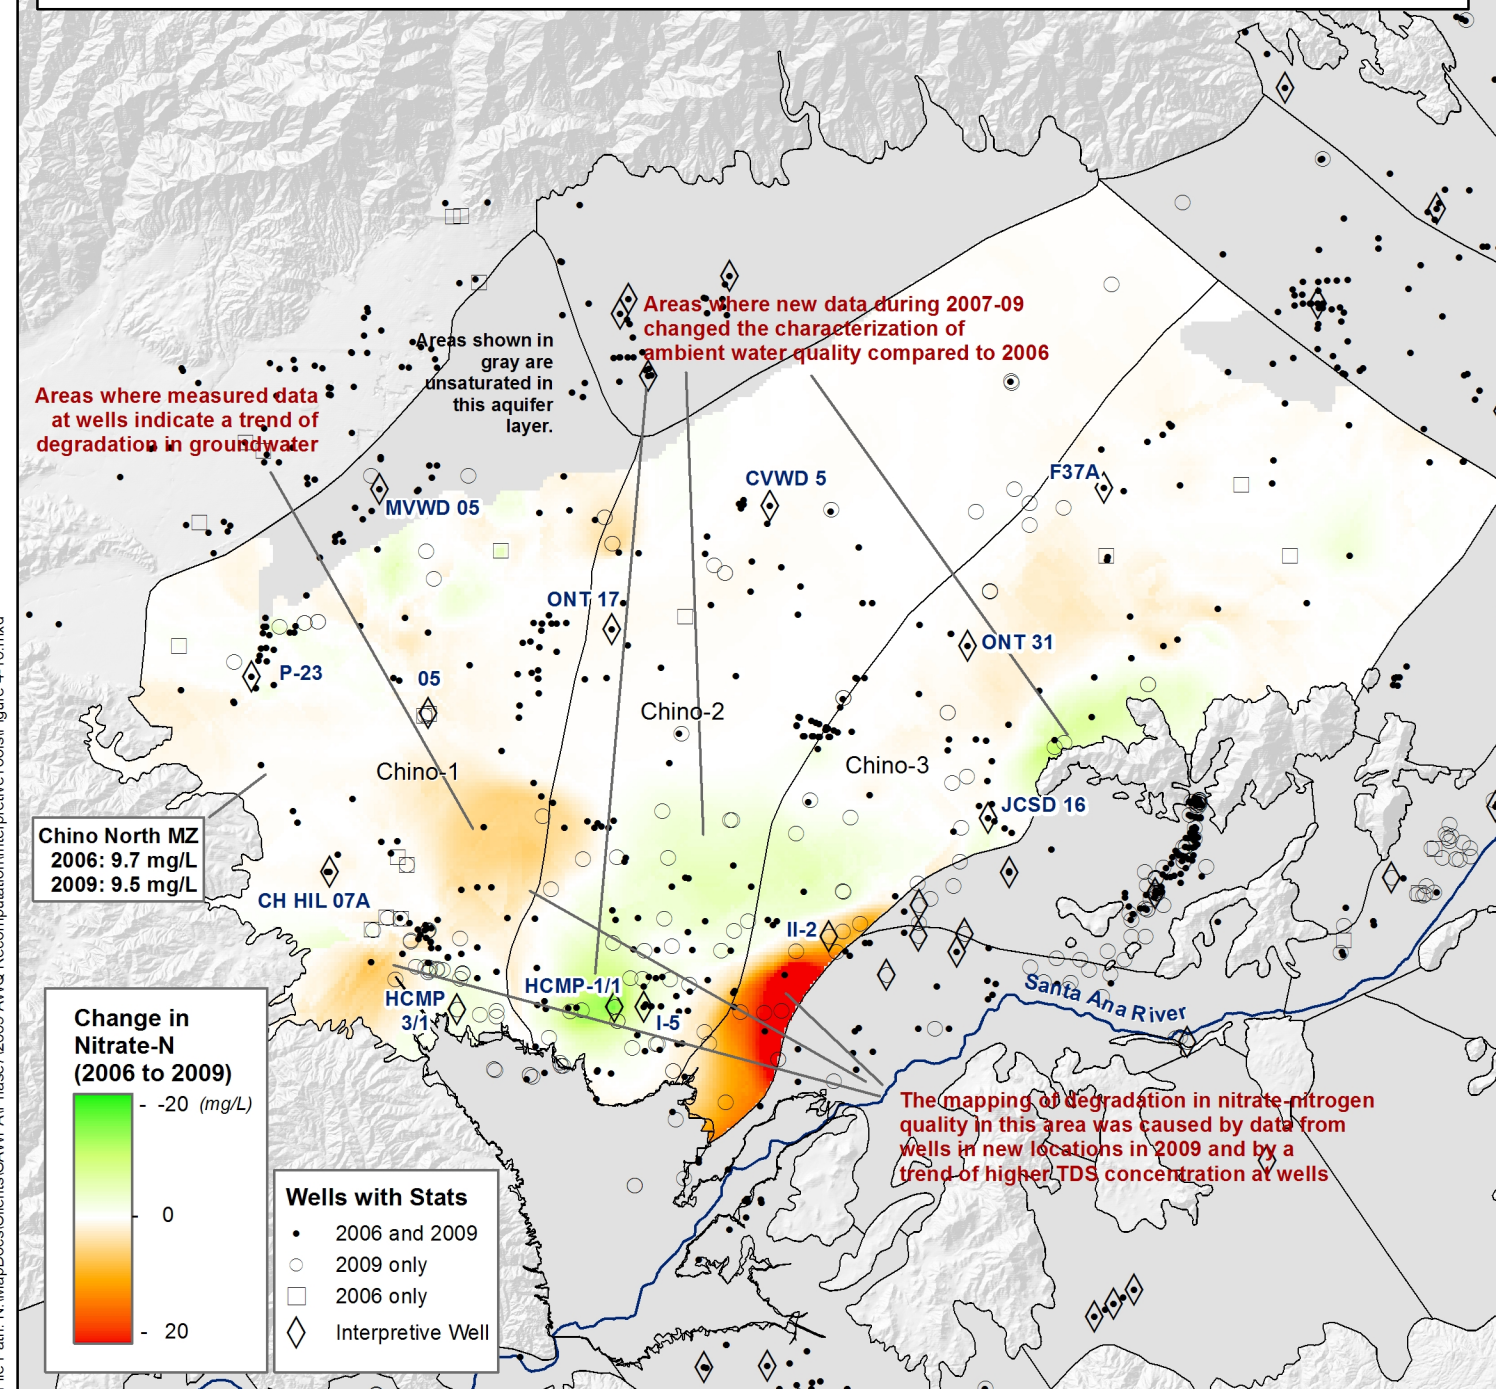 Areas where new data during 2007-09
changed the characterization of
ambient water quality compared to 2006
Areas shown in
gray are
unsaturated in
this aquifer
layer.
Areas where measured data
at wells indicate a trend of
degradation in groundwater
MVWD 05
CVWD 5
F37A
ONT 17
ONT 31
P-23
05
Chino-2
Chino-1
Chino-3
JCSD 16
Chino North MZ
2006: 9.7 mg/L
2009: 9.5 mg/L
CH HIL 07A
II-2
HCMP-1/1
HCMP
3/1
I-5
Santa Ana River
The mapping of degradation in nitrate-nitrogen
quality in this area was caused by data from
wells in new locations in 2009 and by a
trend of higher TDS concentration at wells
Change in
Nitrate-N
(2006 to 2009)
- -20 (mg/L)
- 0
- 20
Wells with Stats
2006 and 2009
2009 only
2006 only
Interpretive Well